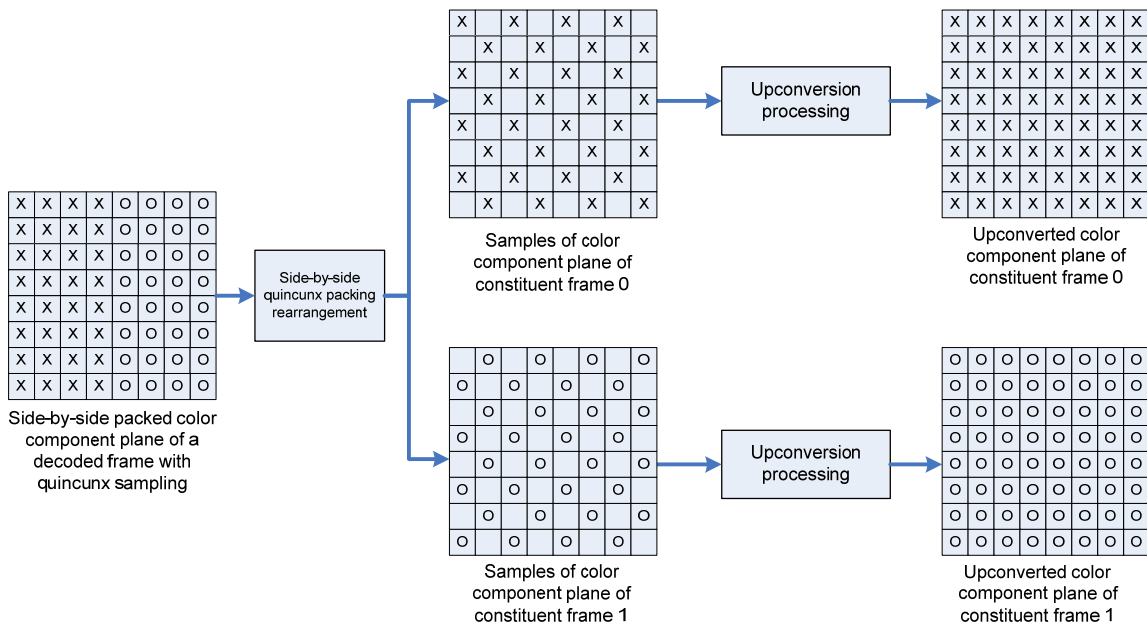 X X X X
X X X X
X X X X
X X X X
X X X X
X X X X
X X X X
X X X X
Samples of color
component plane of
constituent frame 0
Upconversion
processing
X X X X X X X X
X X X X X X X X
X X X X X X X X
X X X X X X X X
X X X X X X X X
X X X X X X X X
X X X X X X X X
X X X X X X X X
Upconverted color
component plane of
constituent frame 0
X X X X O O O O
X X X X O O O O
X X X X O O O O
X X X X O O O O
X X X X O O O O
X X X X O O O O
X X X X O O O O
X X X X O O O O
Side-by-side packed color
component plane of a
decoded frame with
quincunx sampling
Side-by-side
quincunx packing
rearrangement
O O O O
O O O O
O O O O
O O O O
O O O O
O O O O
O O O O
O O O O
Samples of color
component plane of
constituent frame 1
Upconversion
processing
O O O O O O O O
O O O O O O O O
O O O O O O O O
O O O O O O O O
O O O O O O O O
O O O O O O O O
O O O O O O O O
O O O O O O O O
Upconverted color
component plane of
constituent frame 1